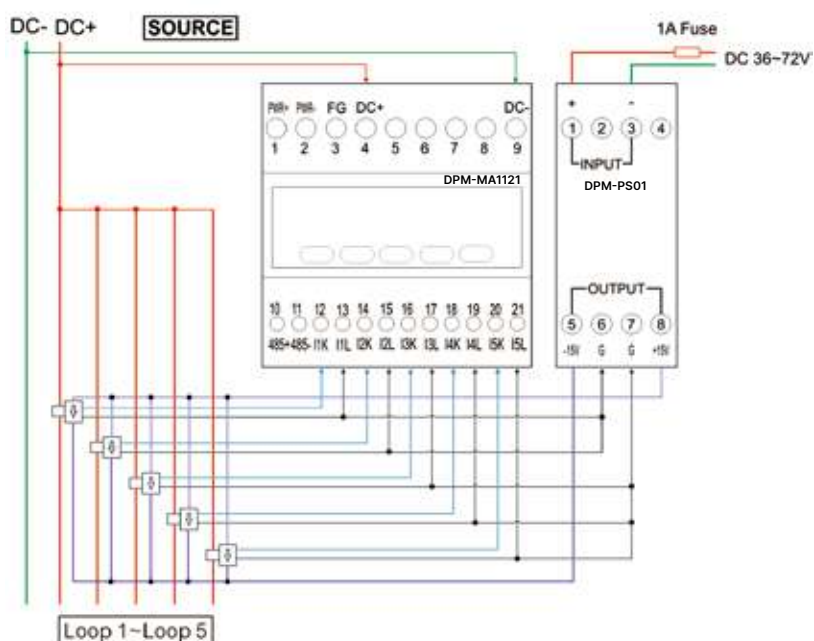 DC- DC+ SOURCE
1A Fuse
DC 36~72V
PWR+ PWR- FG DC+ DC-
1 2 3 4 5 6 7 8 9
DPM-MA1121
10 11 12 13 14 15 16 17 18 19 20 21
485+ 485- I1K I1L I2K I2L I3K I3L I4K I4L I5K I5L
+ -
1 2 3 4
INPUT
DPM-PS01
OUTPUT
5 6 7 8
-15V G G +15V
Loop 1~Loop 5